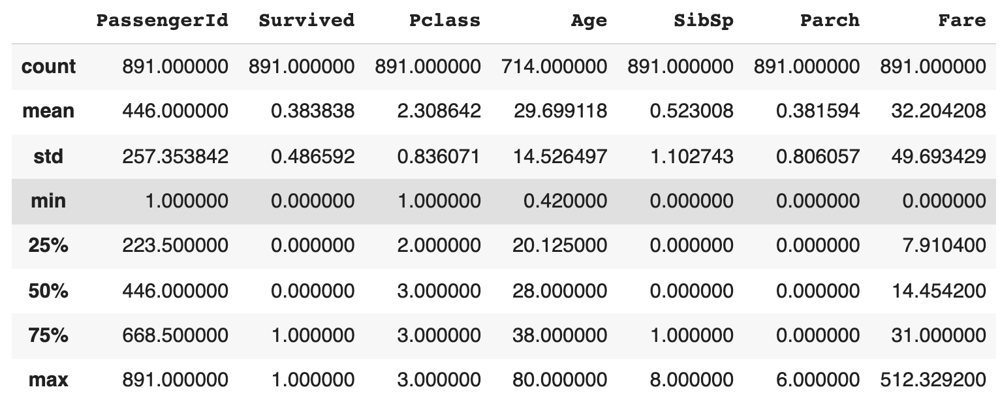 PassengerId Survived Pclass Age SibSp Parch Fare
count 891.000000 891.000000 891.000000 714.000000 891.000000 891.000000 891.000000
mean 446.000000 0.383838 2.308642 29.699118 0.523008 0.381594 32.204208
std 257.353842 0.486592 0.836071 14.526497 1.102743 0.806057 49.693429
min 1.000000 0.000000 1.000000 0.420000 0.000000 0.000000 0.000000
25% 223.500000 0.000000 2.000000 20.125000 0.000000 0.000000 7.910400
50% 446.000000 0.000000 3.000000 28.000000 0.000000 0.000000 14.454200
75% 668.500000 1.000000 3.000000 38.000000 1.000000 0.000000 31.000000
max 891.000000 1.000000 3.000000 80.000000 8.000000 6.000000 512.329200